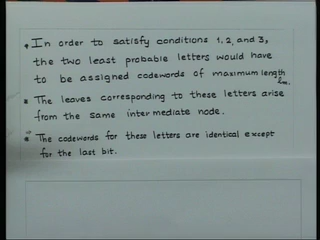 * In order to satisfy conditions 1, 2, and 3,
the two least probable letters would have
to be assigned codewords of maximum length
* The leaves corresponding to these letters arise
from the same intermediate node.
* The codewords for these letters are identical except
for the last bit.